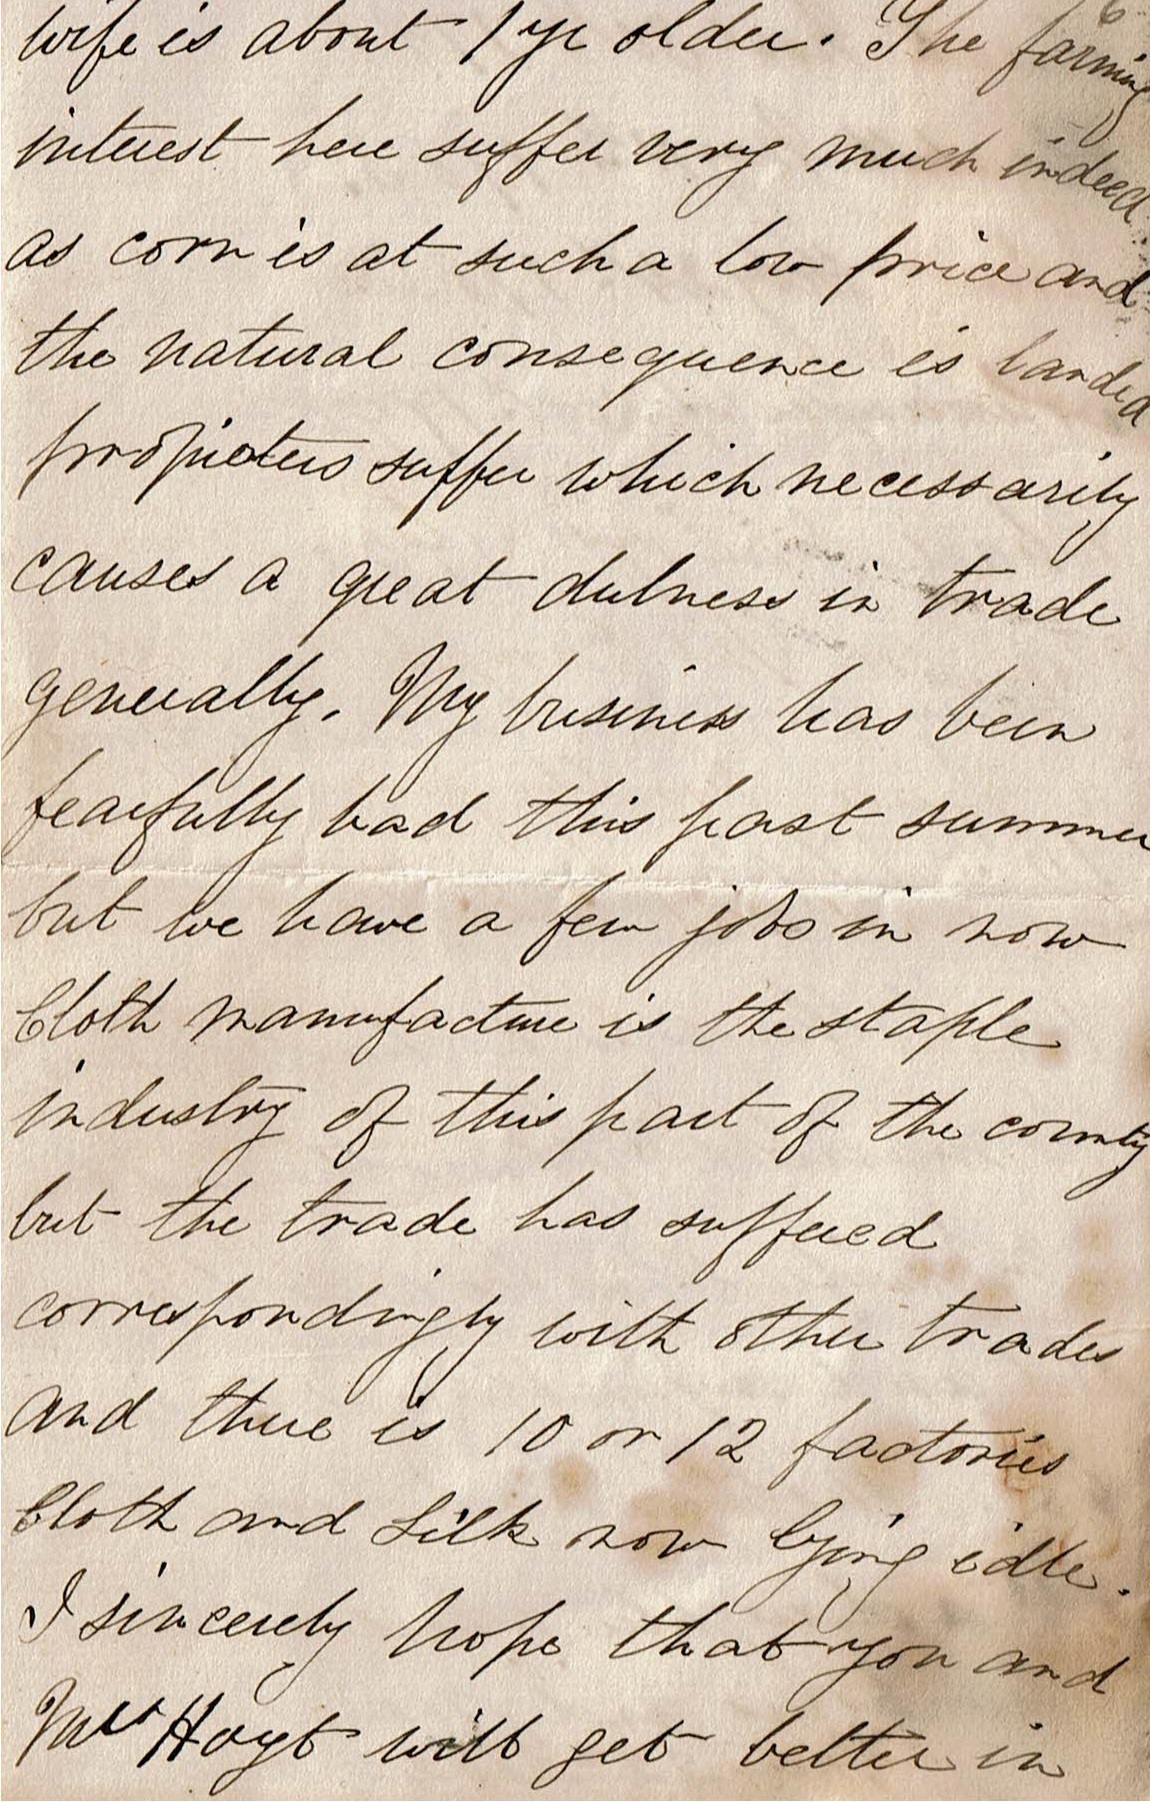 6
wife is about 1 yr older. The farming
interest here suffer very much indeed
as corn is at such a low price and
the natural consequence is landed
propieters suffer which necessarily
causes a great dulness in trade
generally. My business has been
fearfully bad this past summer
but we have a few jobs in now
Cloth manufacture is the staple
industry of this part of the county
but the trade has suffered
correspondingly with other trades
and there is 10 or 12 factories
Cloth and Silk now lying idle.
I sincerely hope that you and
Mrs Hoyt will get better in